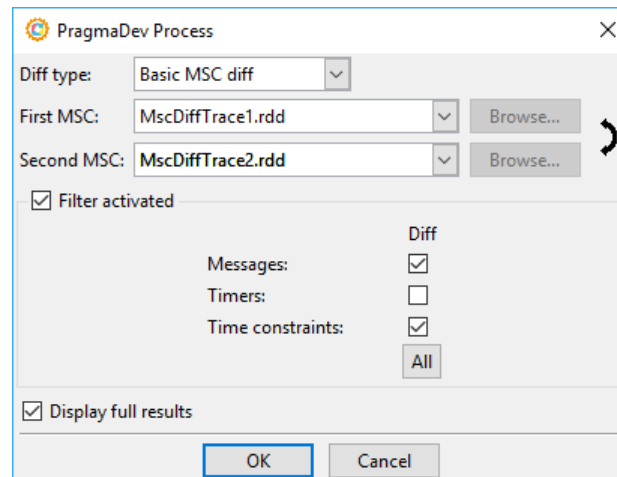 PragmaDev Process
Diff type: Basic MSC diff
First MSC: MscDiffTrace1.rdd Browse...
Second MSC: MscDiffTrace2.rdd Browse...
Filter activated
Diff
Messages:
Timers:
Time constraints:
All
Display full results
OK Cancel